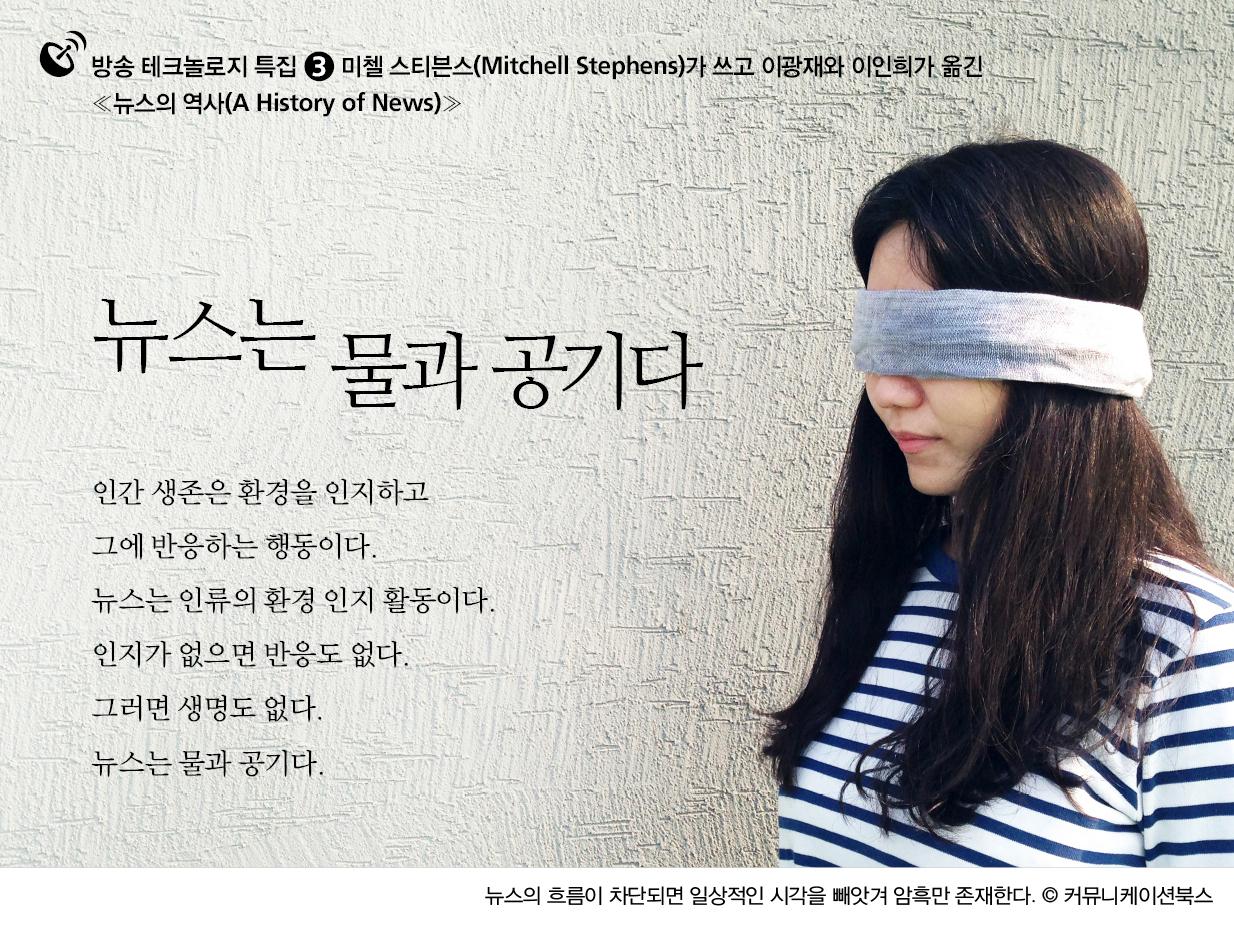 방송 테크놀로지 특집 ❸ 미첼 스티븐스(Mitchell Stephens)가 쓰고 이광재와 이인희가 옮긴
≪뉴스의 역사(A History of News)≫
뉴스는 물과 공기다
인간 생존은 환경을 인지하고
그에 반응하는 행동이다.
뉴스는 인류의 환경 인지 활동이다.
인지가 없으면 반응도 없다.
그러면 생명도 없다.
뉴스는 물과 공기다.
뉴스의 흐름이 차단되면 일상적인 시각을 빼앗겨 암흑만 존재한다. © 커뮤니케이션북스